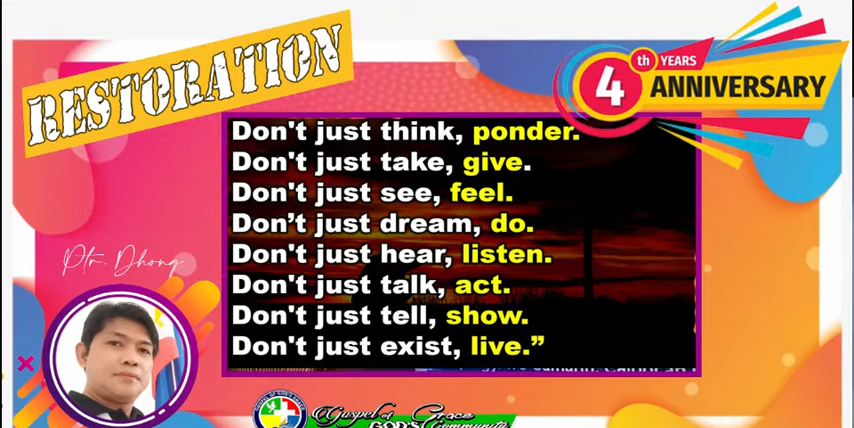 RESTORATION
4th YEARS
ANNIVERSARY
Don't just think, ponder.
Don't just take, give.
Don't just see, feel.
Don’t just dream, do.
Don't just hear, listen.
Don't just talk, act.
Don't just tell, show.
Don't just exist, live.”
Ptr. Dhong
Gospel of Grace
GOD'S Community